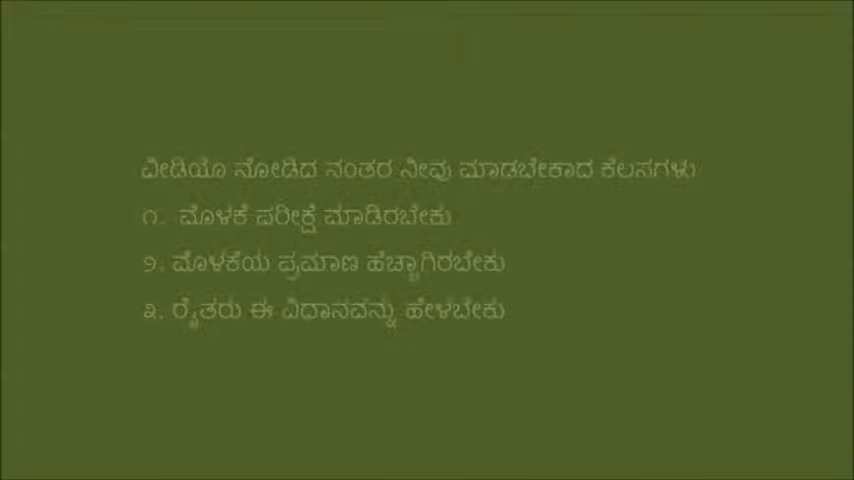 ವೀಡಿಯೊ ನೋಡಿದ ನಂತರ ನೀವು ಮಾಡಬೇಕಾದ ಕೆಲಸಗಳು
೧. ಮೊಳಕೆ ಪರೀಕ್ಷೆ ಮಾಡಿರಬೇಕು
೨. ಮೊಳಕೆಯ ಪ್ರಮಾಣ ಹೆಚ್ಚಾಗಿರಬೇಕು
೩. ರೈತರು ಈ ವಿಧಾನವನ್ನು ಹೇಳಬೇಕು